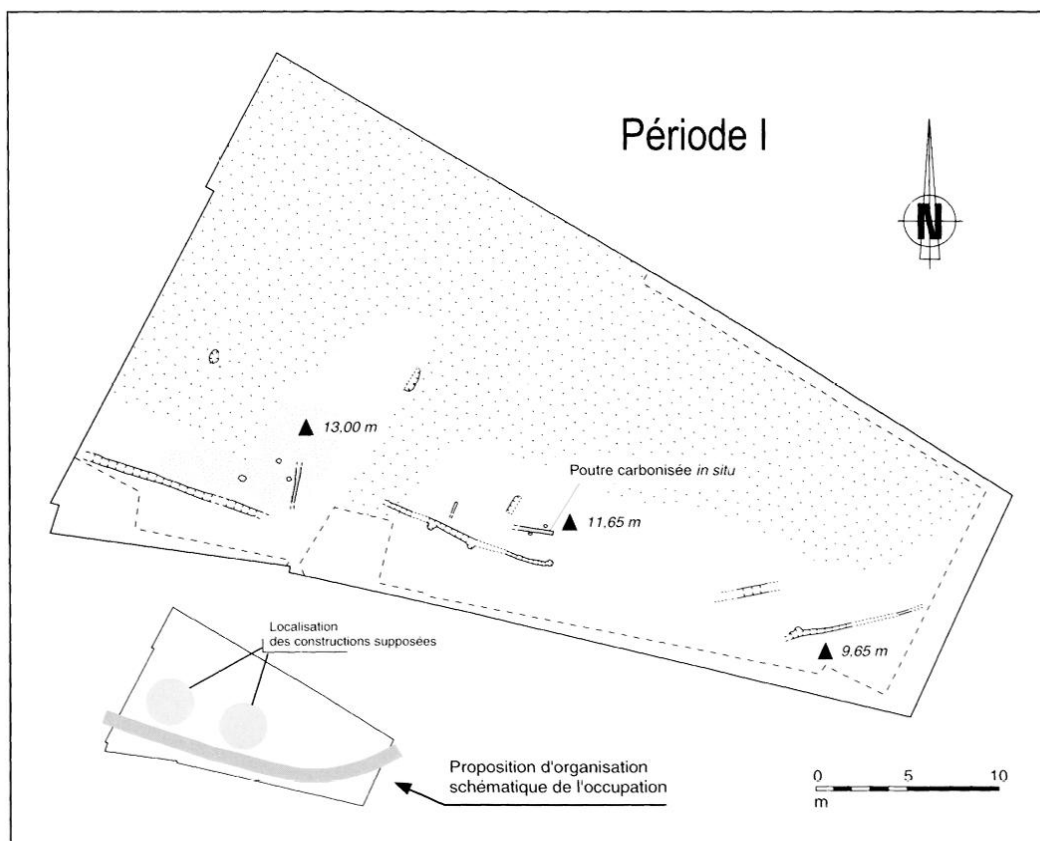 Période I
N
▲ 13.00 m
Poutre carbonisée in situ
▲ 11.65 m
▲ 9.65 m
Localisation
des constructions supposées
Proposition d'organisation
schématique de l'occupation
0 5 10
m